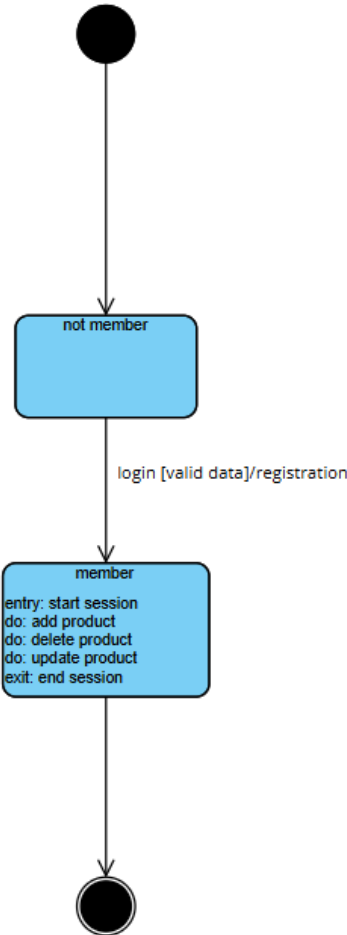 not member
login [valid data]/registration
member
entry: start session
do: add product
do: delete product
do: update product
exit: end session